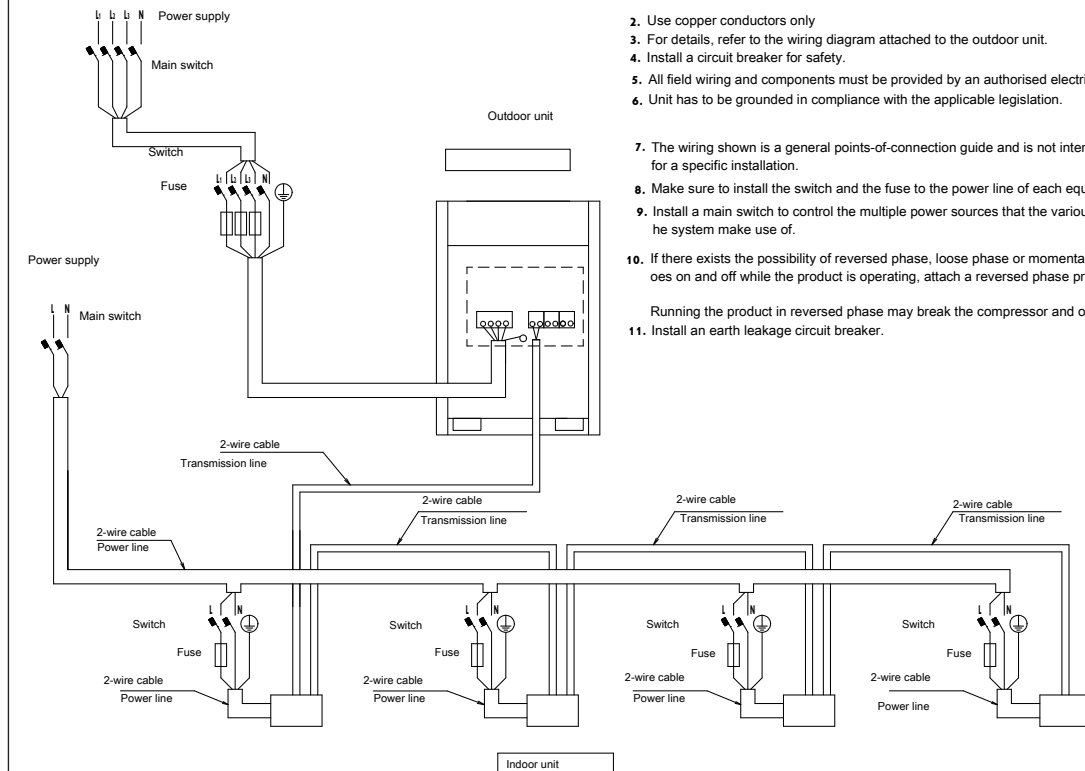 L1 L2 L3 N Power supply
Main switch
Switch
Fuse
L1 L2 L3 N
Outdoor unit
2. Use copper conductors only
3. For details, refer to the wiring diagram attached to the outdoor unit.
4. Install a circuit breaker for safety.
5. All field wiring and components must be provided by an authorised electri
6. Unit has to be grounded in compliance with the applicable legislation.
7. The wiring shown is a general points-of-connection guide and is not inter
for a specific installation.
8. Make sure to install the switch and the fuse to the power line of each equ
9. Install a main switch to control the multiple power sources that the variou
he system make use of.
10. If there exists the possibility of reversed phase, loose phase or momenta
oes on and off while the product is operating, attach a reversed phase pr
Running the product in reversed phase may break the compressor and o
11. Install an earth leakage circuit breaker.
Power supply
L N
Main switch
2-wire cable
Transmission line
2-wire cable
Power line
2-wire cable
Transmission line
2-wire cable
Transmission line
2-wire cable
Transmission line
L N
Switch
Fuse
2-wire cable
Power line
L N
Switch
Fuse
2-wire cable
Power line
L N
Switch
Fuse
2-wire cable
Power line
L N
Switch
Fuse
2-wire cable
Power line
Indoor unit